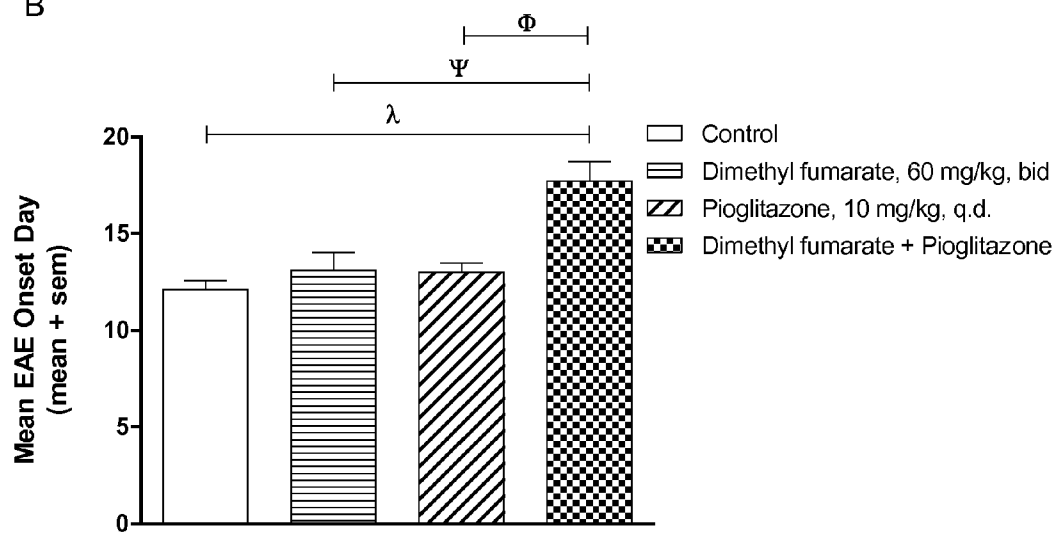 B
Φ
Ψ
λ
20
15
10
5
0
Mean EAE Onset Day
(mean + sem)
Control
Dimethyl fumarate, 60 mg/kg, bid
Pioglitazone, 10 mg/kg, q.d.
Dimethyl fumarate + Pioglitazone